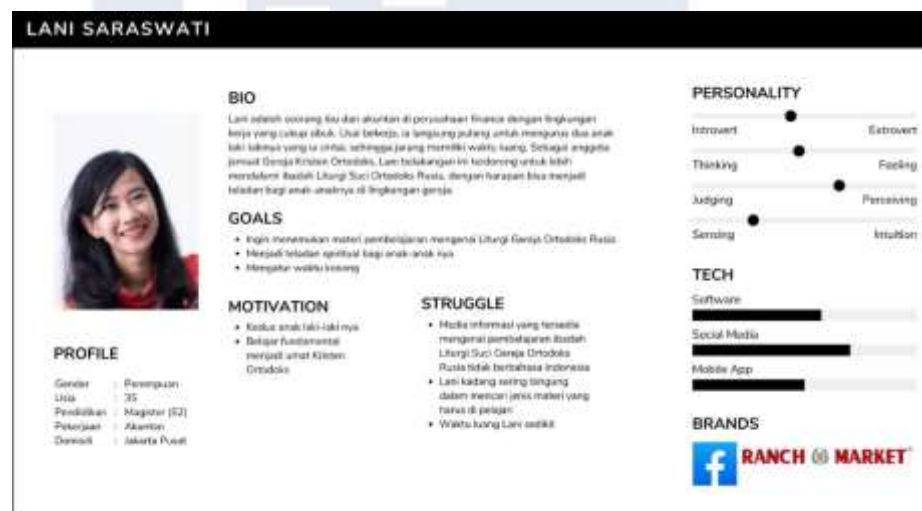 LANI SARASWATI
BIO
Lani adalah seorang ibu dan akuntan di perusahaan finance dengan lingkungan
kerja yang cukup sibuk. Usai bekerja, ia langsung pulang untuk mengurus dua anak
laki-lakinya yang ia cintai, sehingga jarang memiliki waktu luang. Sebagai anggota
jemaat Gereja Kristen Ortodoks, Lani belakangan ini terdorong untuk lebih
mendalami ibadah Liturgi Suci Ortodoks Rusia, dengan harapan bisa menjadi
teladan bagi anak-anaknya di lingkungan gereja.
GOALS
• Ingin menemukan materi pembelajaran mengenai Liturgi Gereja Ortodoks Rusia
• Menjadi teladan spiritual bagi anak-anak nya
• Mengatur waktu kosong
MOTIVATION
• Kedua anak laki-laki nya
• Belajar fundamental
menjadi umat Kristen
Ortodoks
STRUGGLE
• Media informasi yang tersedia
mengenai pembelajaran ibadah
Liturgi Suci Gereja Ortodoks
Rusia tidak berbahasa Indonesia
• Lani kadang sering bingung
dalam mencari jenis materi yang
harus di pelajari
• Waktu luang Lani sedikit
PROFILE
Gender : Perempuan
Usia : 35
Pendidikan : Magister (S2)
Pekerjaan : Akuntan
Domisili : Jakarta Pusat
PERSONALITY
Introvert Extrovert
Thinking Feeling
Judging Perceiving
Sensing Intuition
TECH
Software
Social Media
Mobile App
BRANDS
f RANCH MARKET